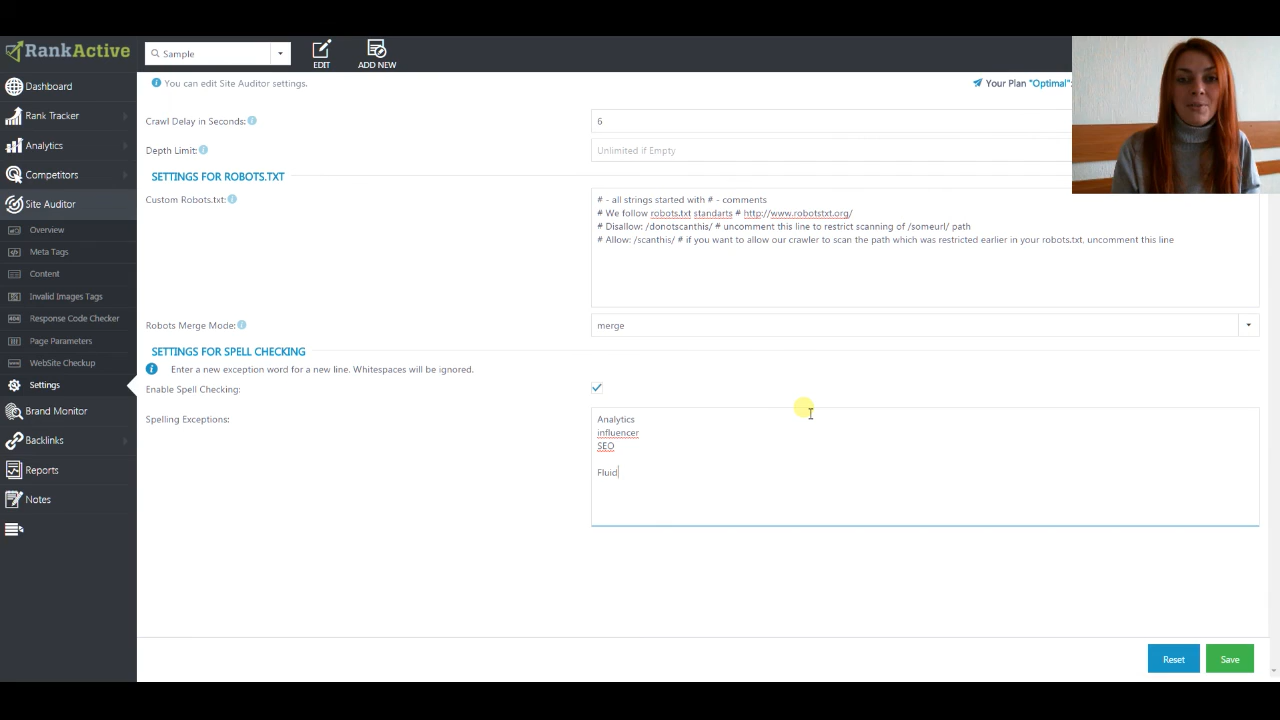 RankActive
Sample
EDIT
ADD NEW
Dashboard
Rank Tracker
Analytics
Competitors
Site Auditor
Overview
Meta Tags
Content
Invalid Images Tags
404
Response Code Checker
Page Parameters
WebSite Checkup
Settings
Brand Monitor
Backlinks
Reports
Notes
You can edit Site Auditor settings.
Your Plan "Optimal":
Crawl Delay in Seconds:
6
Depth Limit:
Unlimited if Empty
SETTINGS FOR ROBOTS.TXT
Custom Robots.txt:
# - all strings started with # - comments
# We follow robots.txt standarts # http://www.robotstxt.org/
# Disallow: /donotscanthis/ # uncomment this line to restrict scanning of /someurl/ path
# Allow: /scanthis/ # if you want to allow our crawler to scan the path which was restricted earlier in your robots.txt, uncomment this line
Robots Merge Mode:
merge
SETTINGS FOR SPELL CHECKING
Enter a new exception word for a new line. Whitespaces will be ignored.
Enable Spell Checking:
Spelling Exceptions:
Analytics
influencer
SEO
Fluid
Reset
Save